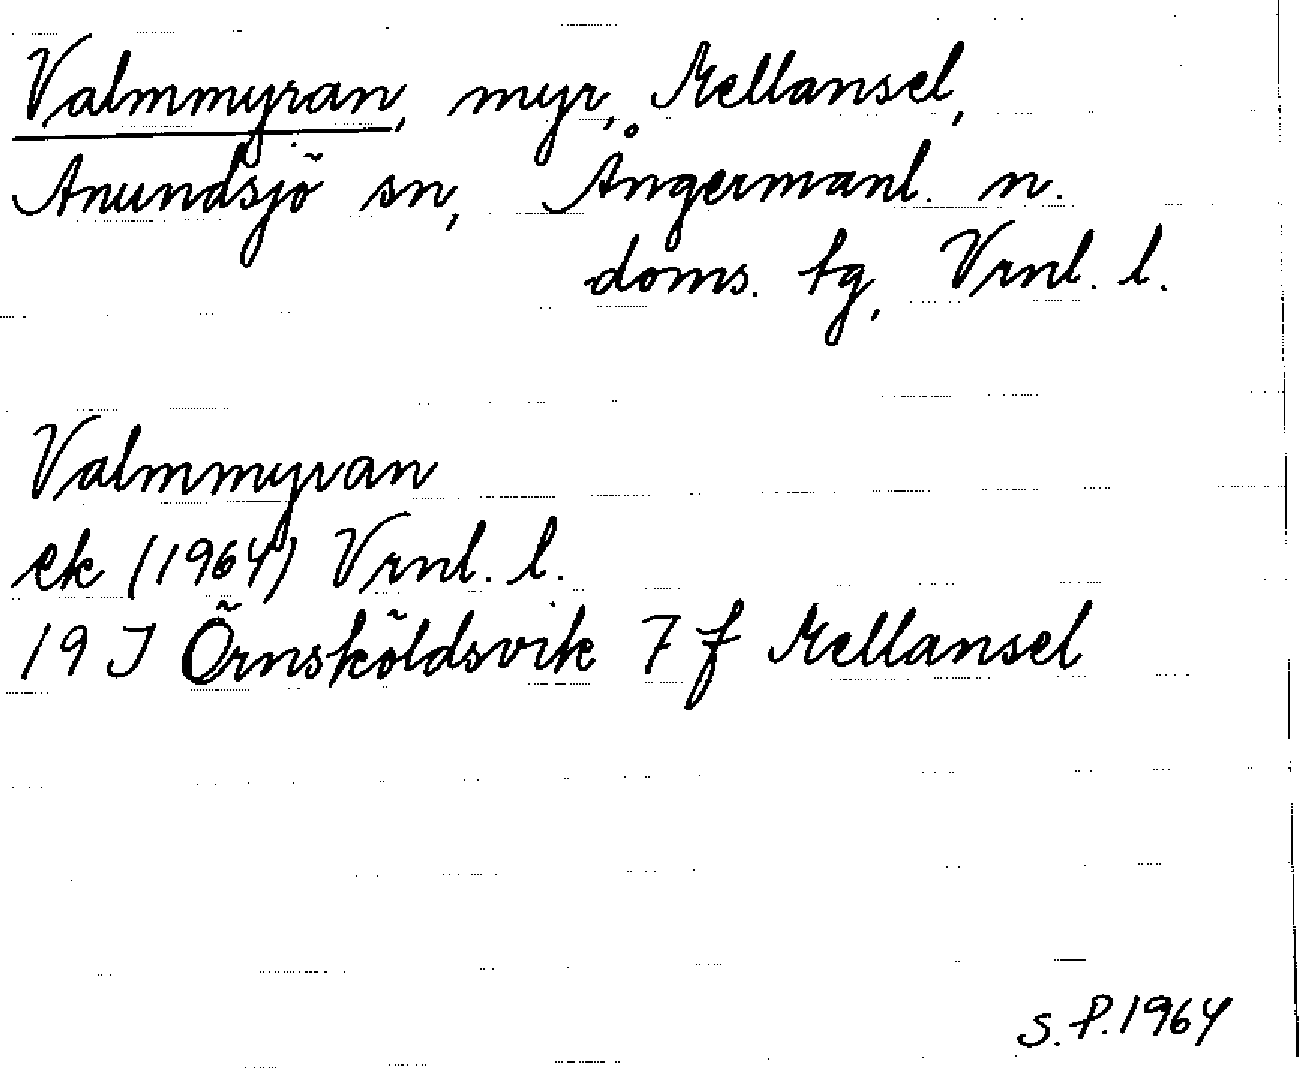 Valmmyran, myr, Mellansel,
Anundsjö sn, Ångermanl. n.
doms. tg, Vrnl. l.
Valmmyran
ek (1964) Vrnl. l.
19 J Örnsköldsvik 7 f Mellansel
S.P. 1964